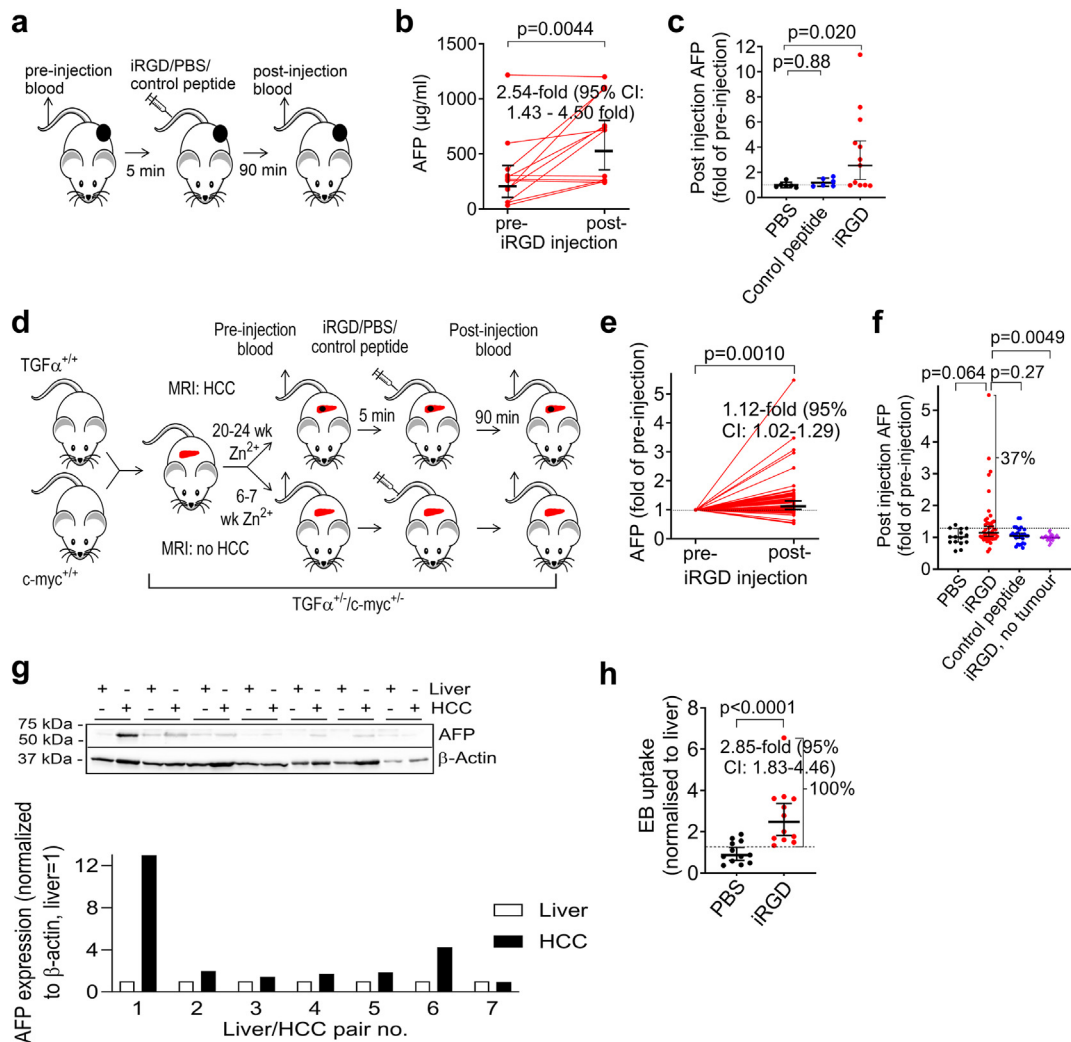 a
pre-injection
blood
iRGD/PBS/
control peptide
post-injection
blood
5 min
90 min
b
p=0.0044
1500
1000
500
0
AFP (µg/ml)
2.54-fold (95% CI:
1.43 - 4.50 fold)
pre-
post-
iRGD injection
c
p=0.020
p=0.88
12
10
8
6
4
2
0
Post injection AFP
(fold of pre-injection)
PBS
Conrol peptide
iRGD
d
TGFα+/+
c-myc+/+
MRI: HCC
20-24 wk
Zn2+
6-7
wk Zn2+
MRI: no HCC
Pre-injection
blood
iRGD/PBS/
control peptide
Post-injection
blood
5 min
90 min
TGFα+/-/c-myc+/-
e
p=0.0010
5
4
3
2
1
0
AFP (fold of pre-injection)
1.12-fold (95%
CI: 1.02-1.29)
pre-
post-
iRGD injection
f
p=0.0049
p=0.064
p=0.27
5
4
3
2
1
0
37%
Post injection AFP
(fold of pre-injection)
PBS
iRGD
Control peptide
iRGD, no tumour
g
+ - + - + - + - + - + - + - Liver
- + - + - + - + - + - + - + HCC
75 kDa -
50 kDa -
AFP
37 kDa -
β-Actin
12
8
4
0
AFP expression (normalized
to β-actin, liver=1)
Liver
HCC
1 2 3 4 5 6 7
Liver/HCC pair no.
h
p<0.0001
8
6
4
2
0
2.85-fold (95%
CI: 1.83-4.46)
100%
EB uptake
(normalised to liver)
PBS
iRGD